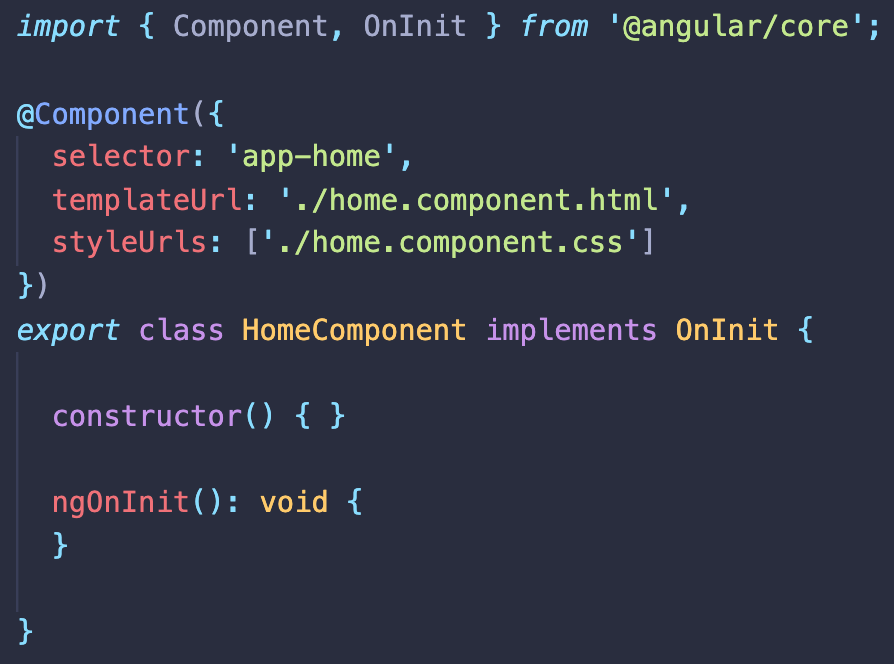 import { Component, OnInit } from '@angular/core';
@Component({
selector: 'app-home',
templateUrl: './home.component.html',
styleUrls: ['./home.component.css']
})
export class HomeComponent implements OnInit {
constructor() { }
ngOnInit(): void {
}
}